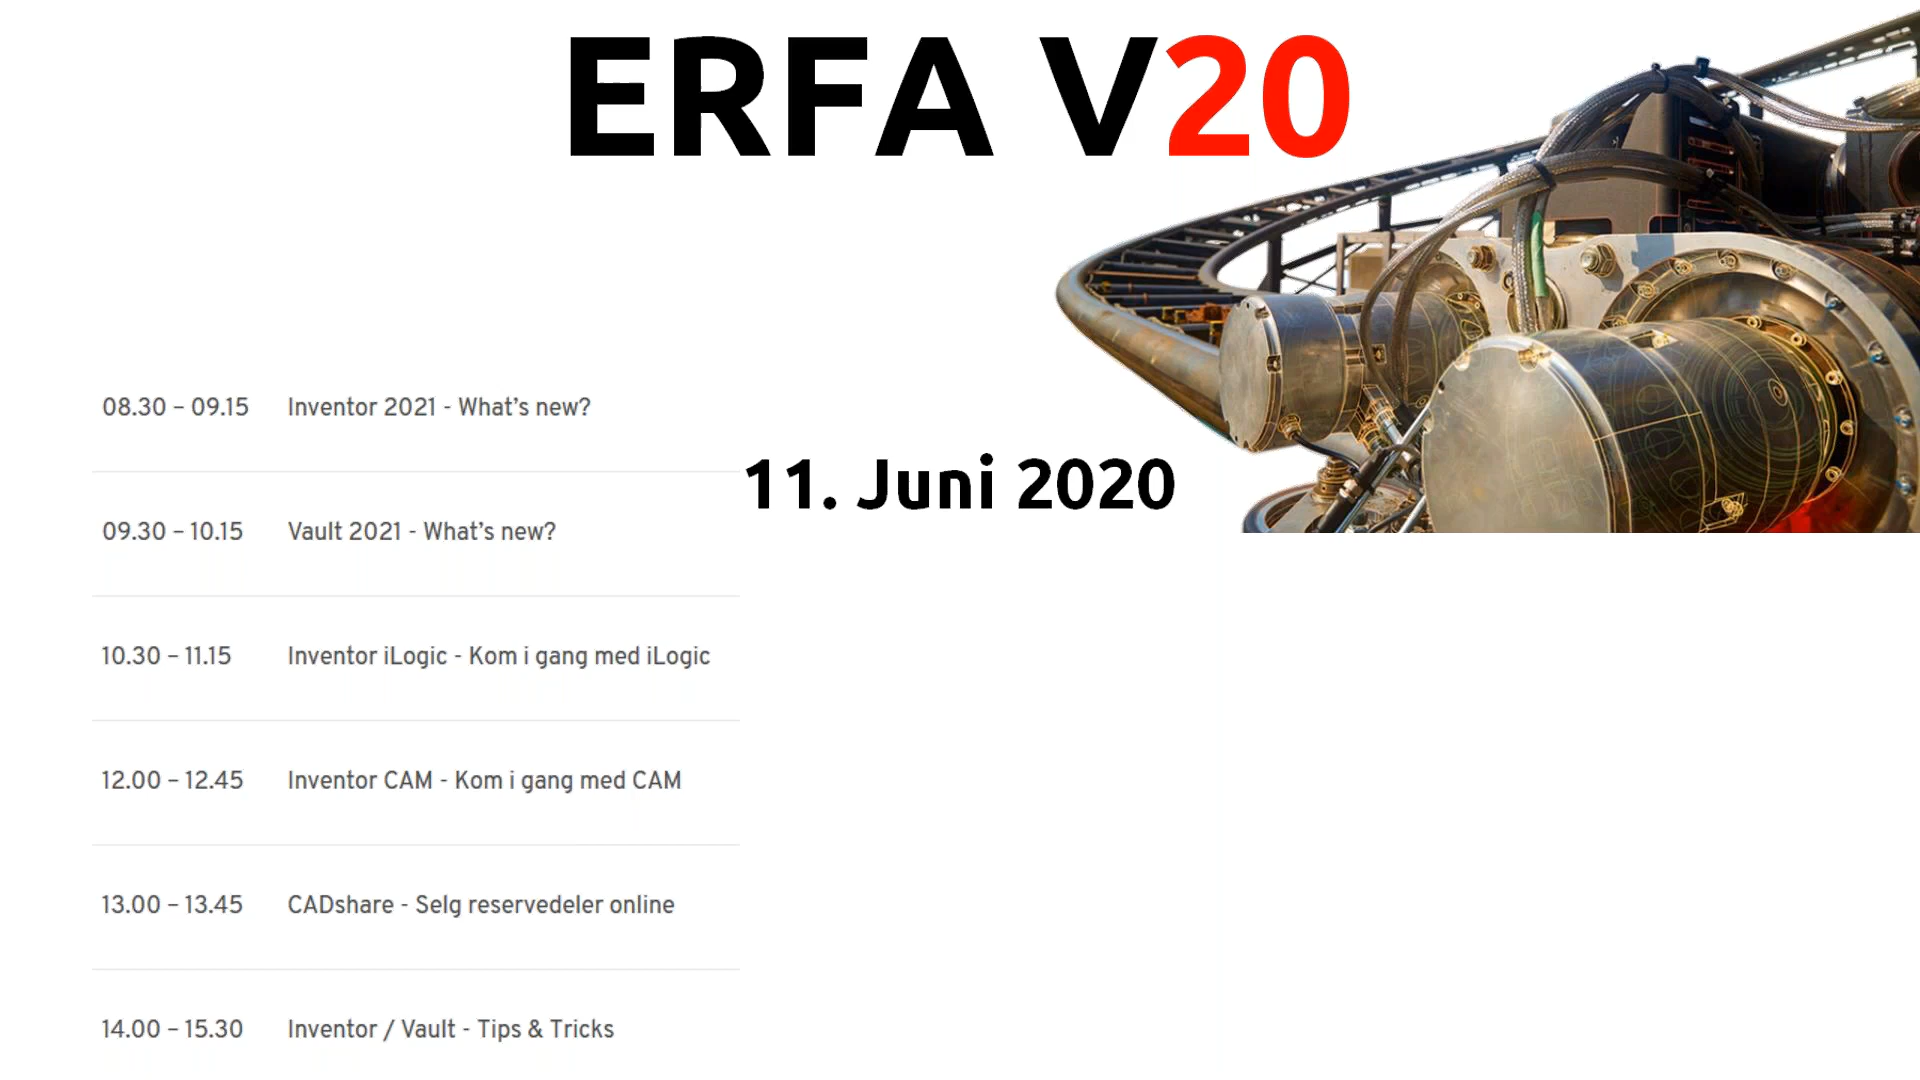 ERFA V20
08.30 – 09.15 Inventor 2021 - What’s new?
11. Juni 2020
09.30 – 10.15 Vault 2021 - What’s new?
10.30 – 11.15 Inventor iLogic - Kom i gang med iLogic
12.00 – 12.45 Inventor CAM - Kom i gang med CAM
13.00 – 13.45 CADshare - Selg reservedeler online
14.00 – 15.30 Inventor / Vault - Tips & Tricks